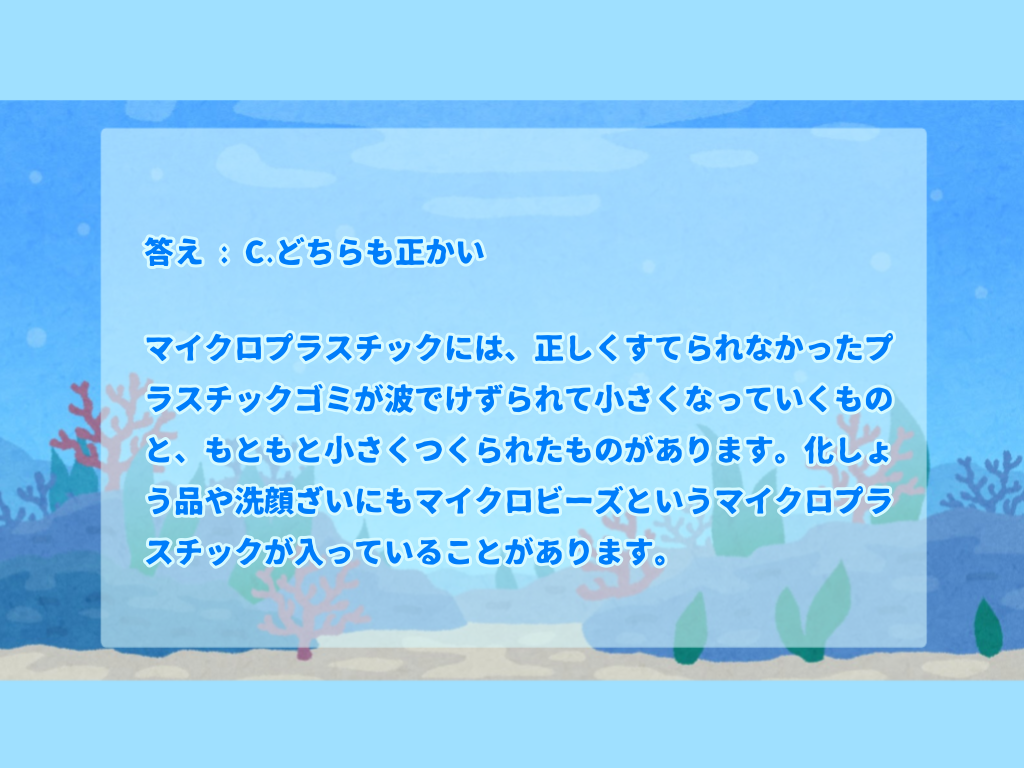 答え : C.どちらも正かい
マイクロプラスチックには、正しくすてられなかったプ
ラスチックゴミが波でけずられて小さくなっていくもの
と、もともと小さくつくられたものがあります。化しょ
う品や洗顔ざいにもマイクロビーズというマイクロプラ
スチックが入っていることがあります。